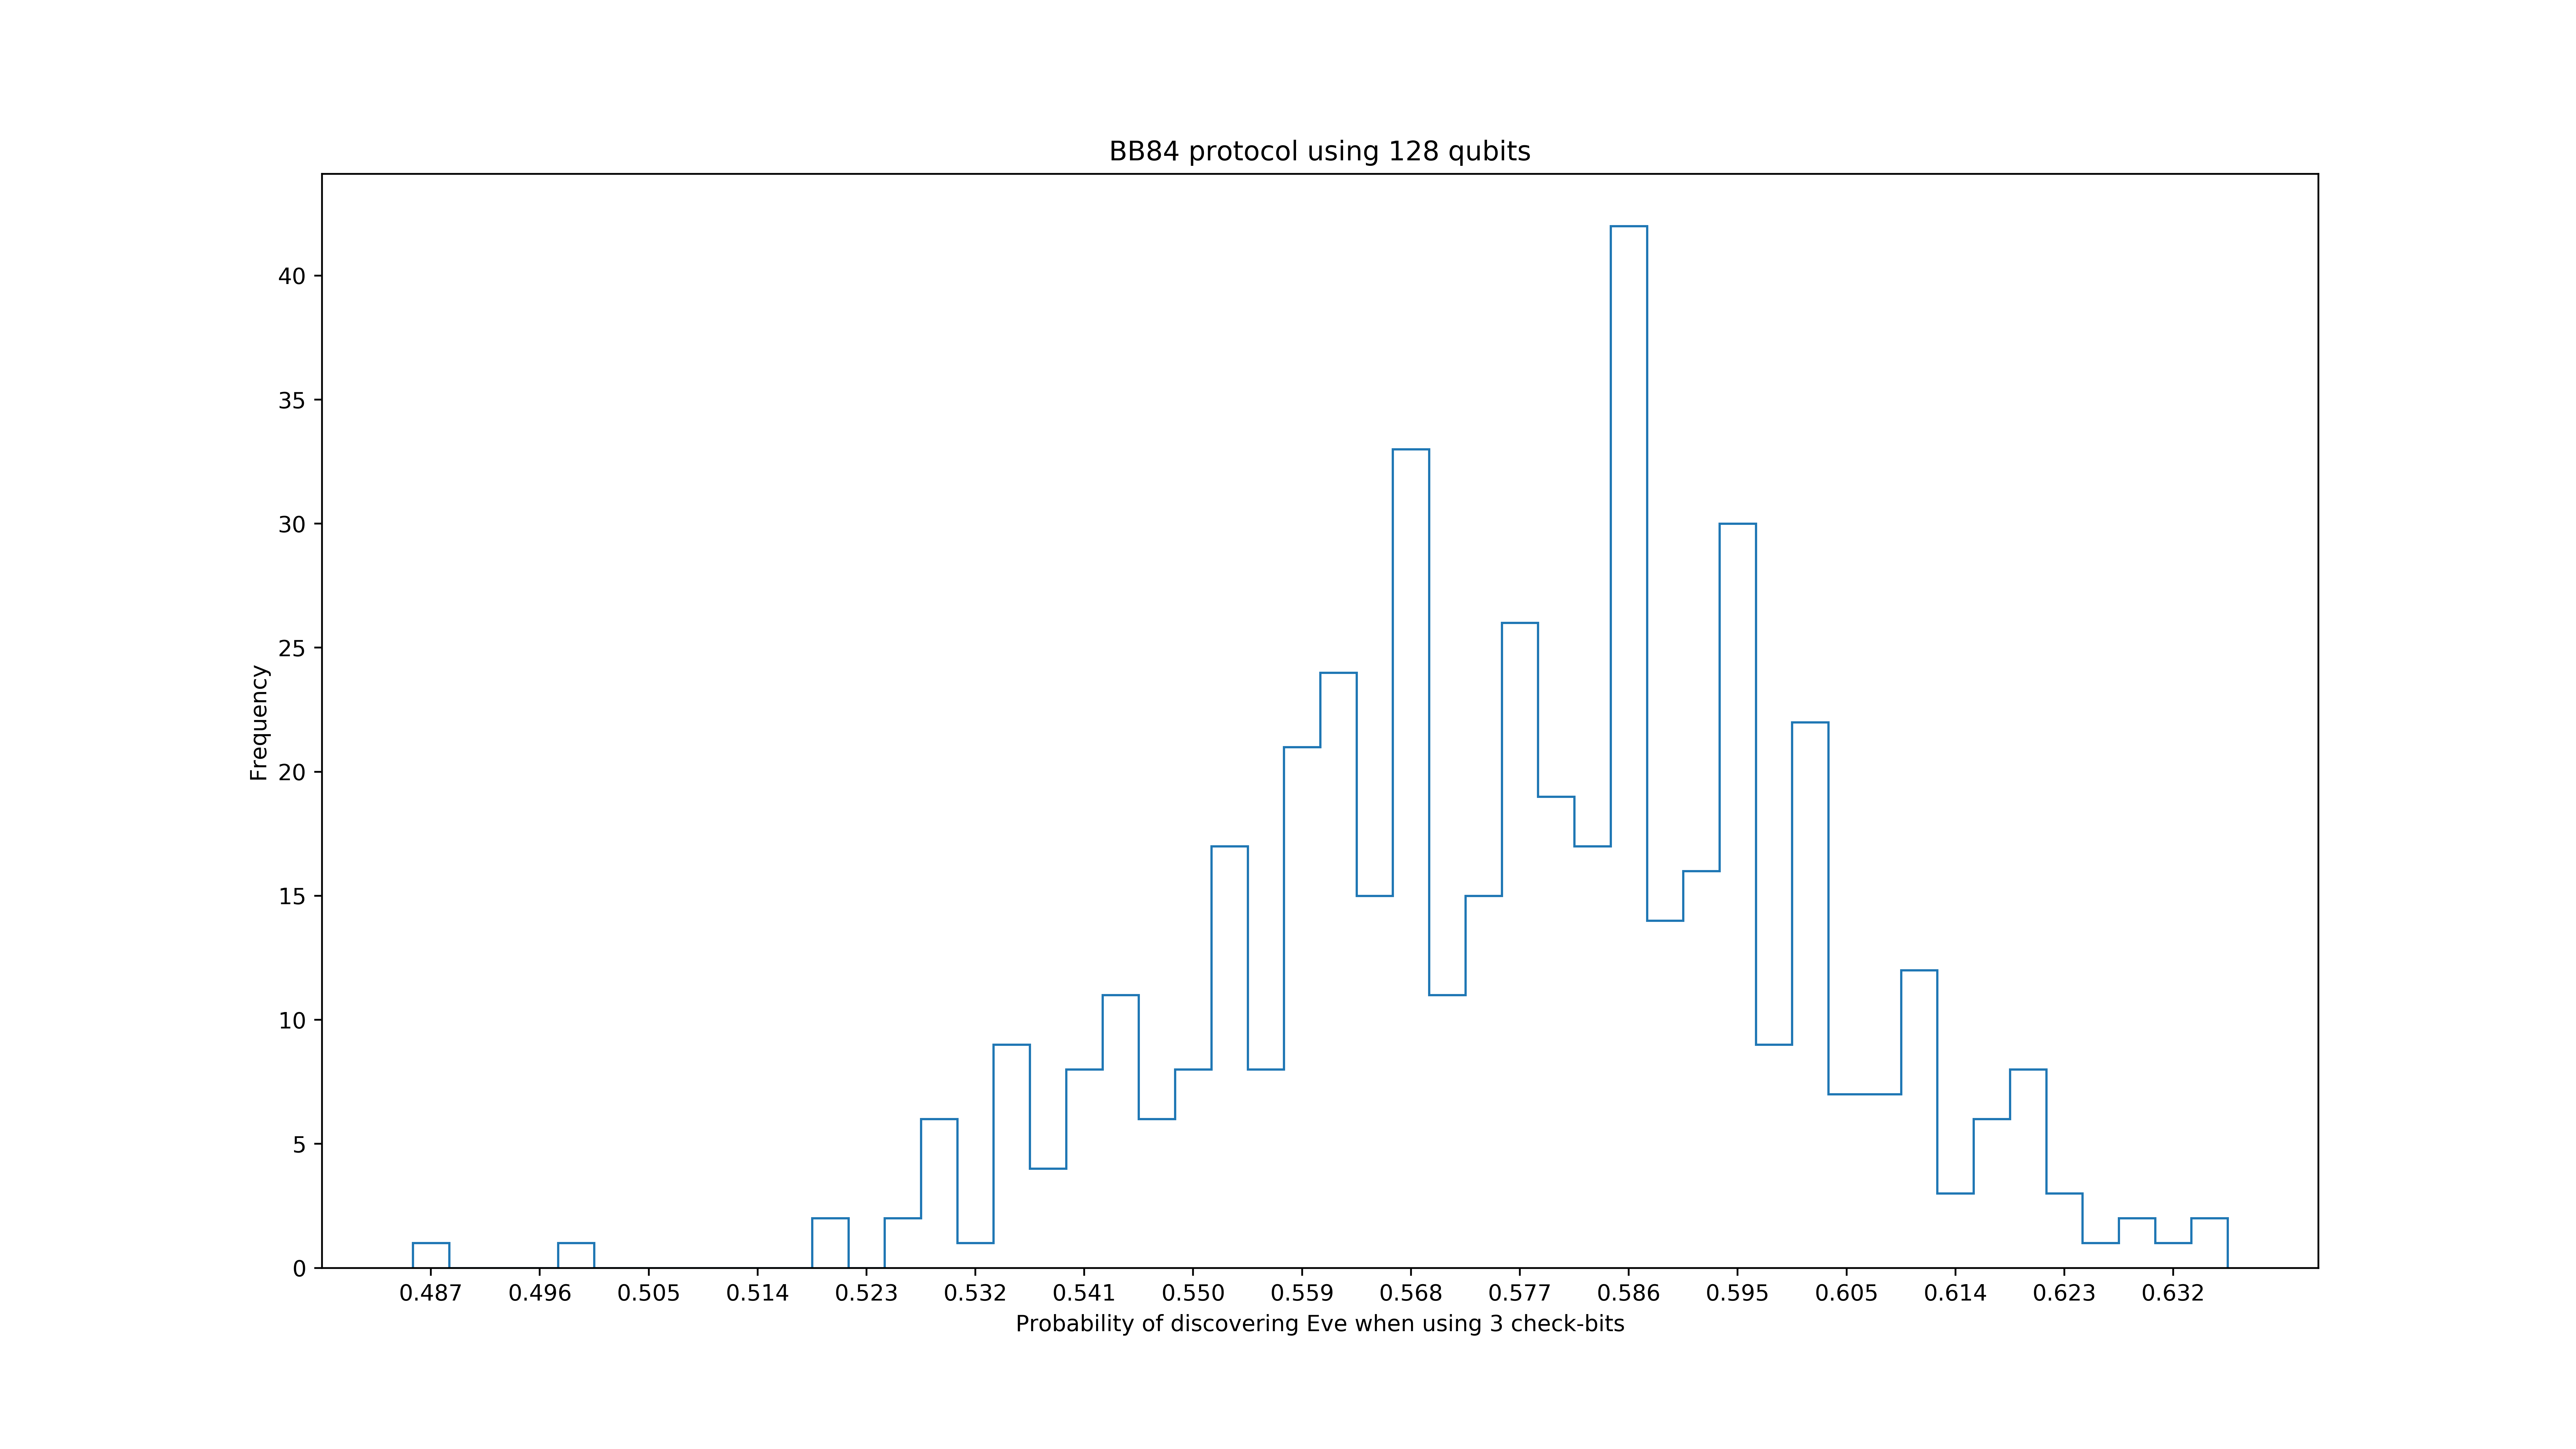 BB84 protocol using 128 qubits
40
35
30
25
20
15
10
5
0
Frequency
0.487 0.496 0.505 0.514 0.523 0.532 0.541 0.550 0.559 0.568 0.577 0.586 0.595 0.605 0.614 0.623 0.632
Probability of discovering Eve when using 3 check-bits